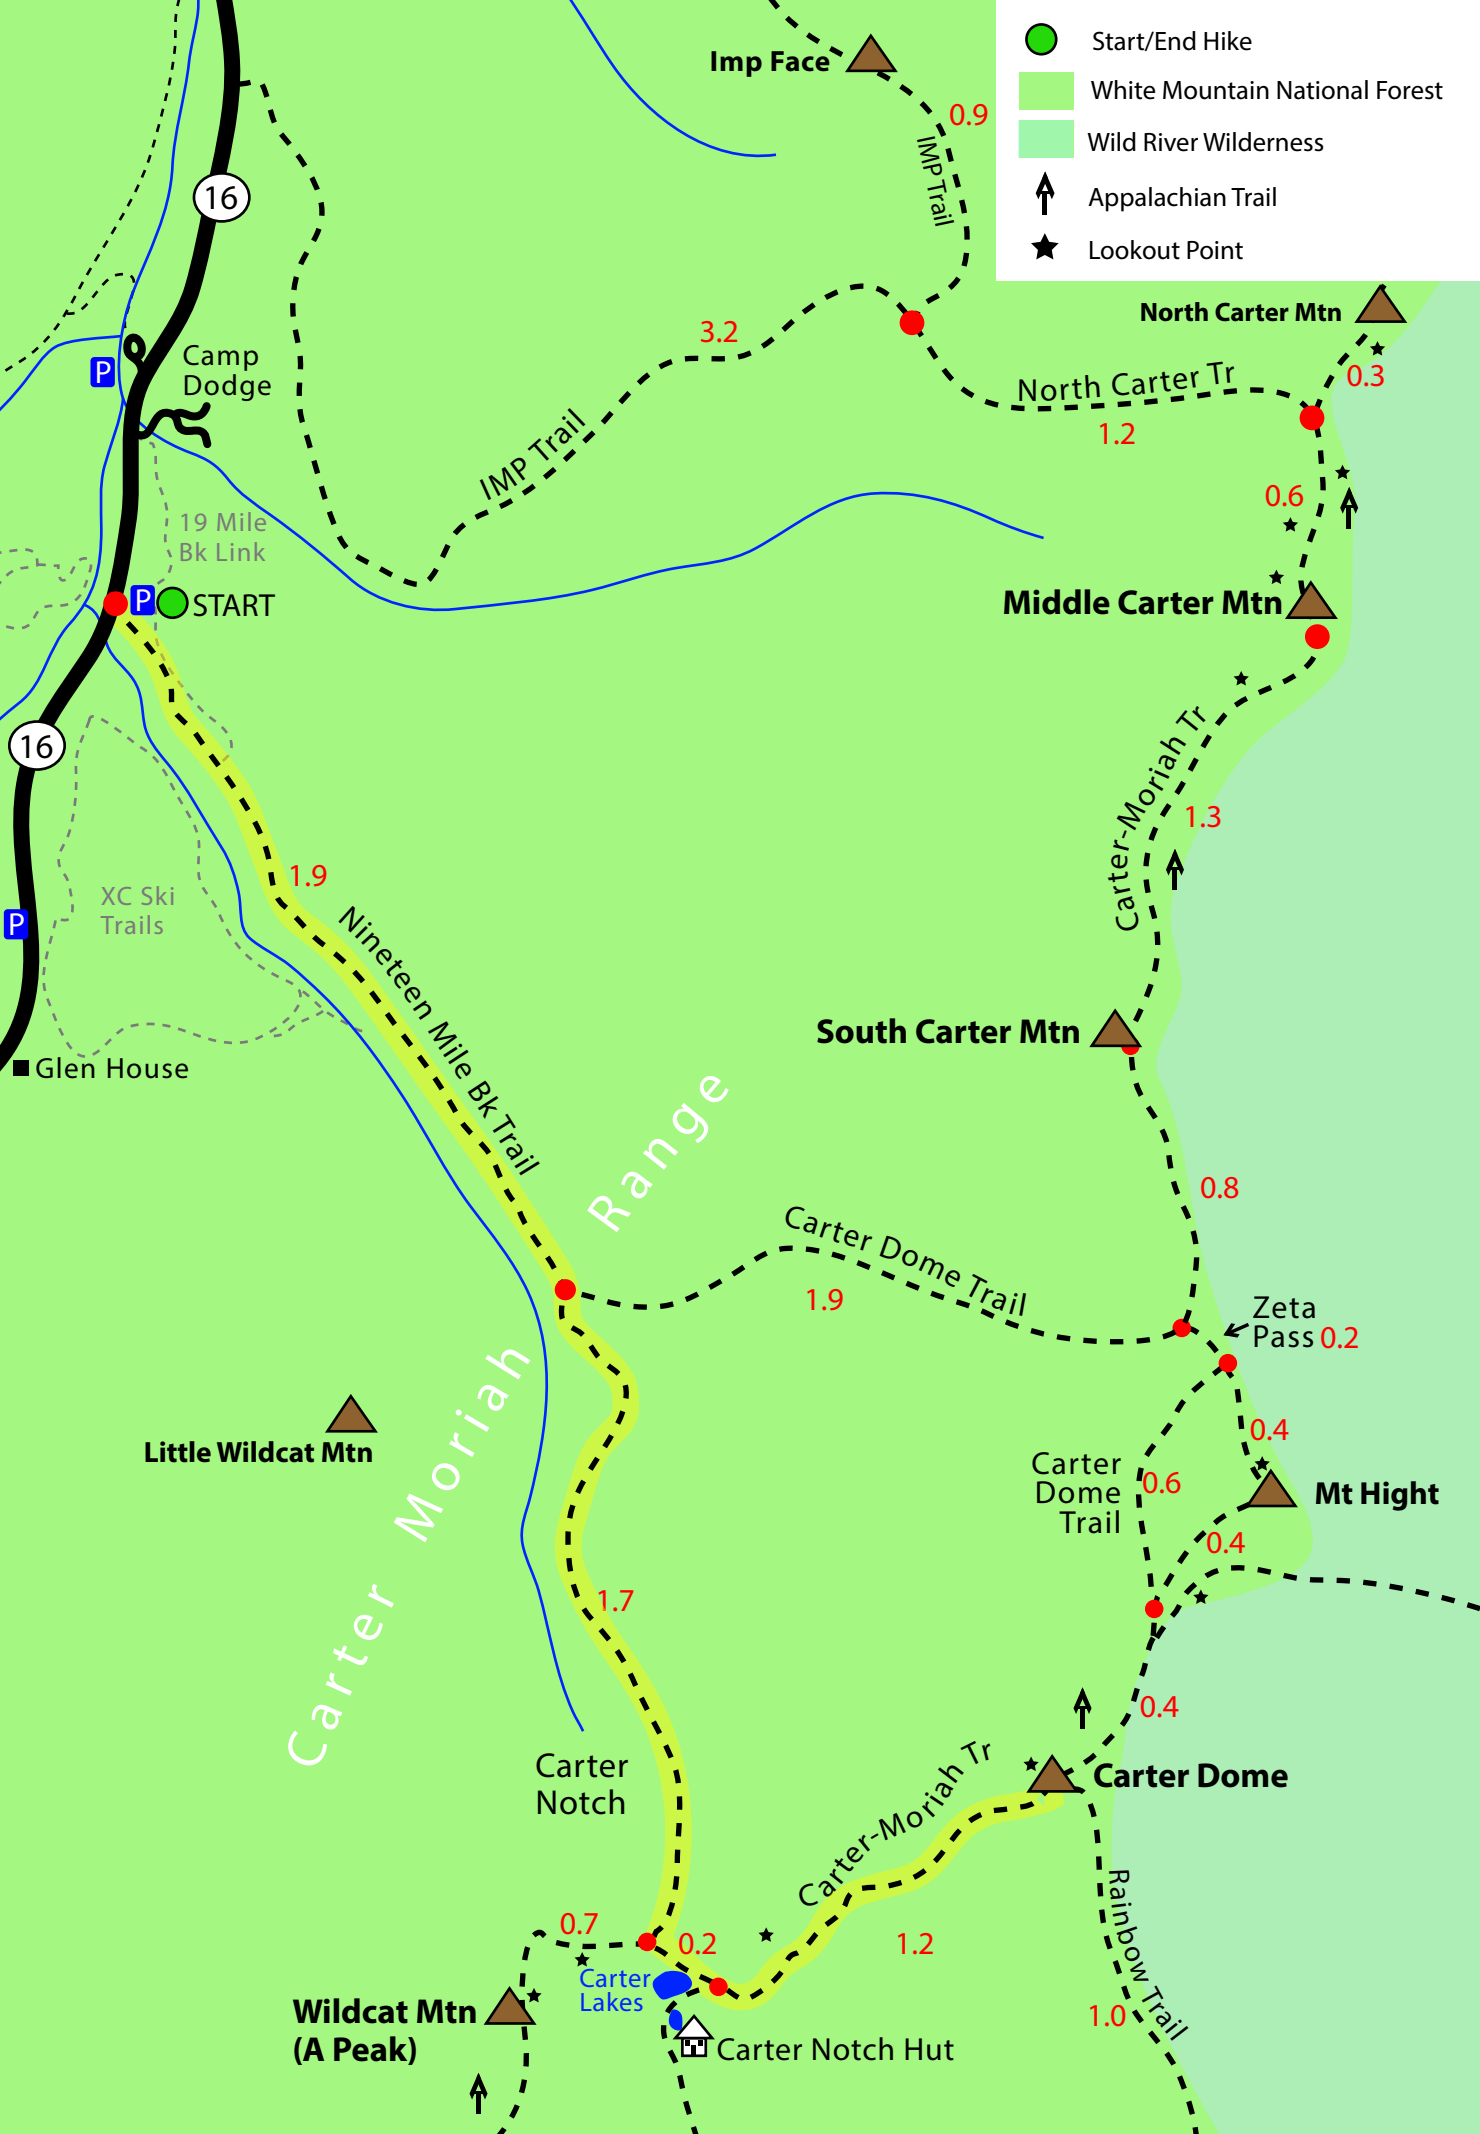 Start/End Hike
White Mountain National Forest
Wild River Wilderness
Appalachian Trail
Lookout Point
Imp Face
0.9
IMP Trail
16
North Carter Mtn
0.3
3.2
P
Camp
Dodge
North Carter Tr
1.2
IMP Trail
0.6
19 Mile
Bk Link
P
START
Middle Carter Mtn
16
Carter-Moriah Tr
1.3
1.9
XC Ski
Trails
P
Nineteen Mile Bk Trail
South Carter Mtn
Glen House
Carter Moriah Range
0.8
Carter Dome Trail
1.9
Zeta
Pass
0.2
Little Wildcat Mtn
0.4
Carter
Dome
Trail
0.6
Mt Hight
0.4
1.7
0.4
Carter
Notch
Carter-Moriah Tr
Carter Dome
0.7
0.2
1.2
Carter
Lakes
Rainbow Trail
1.0
Wildcat Mtn
(A Peak)
Carter Notch Hut